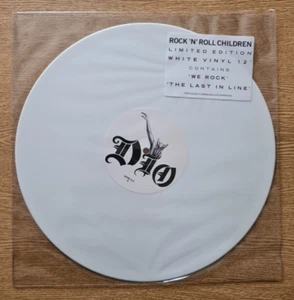 ROCK 'N' ROLL CHILDREN
LIMITED EDITION
WHITE VINYL 12"
CONTAINS
'WE ROCK'
'THE LAST IN LINE'
DIO